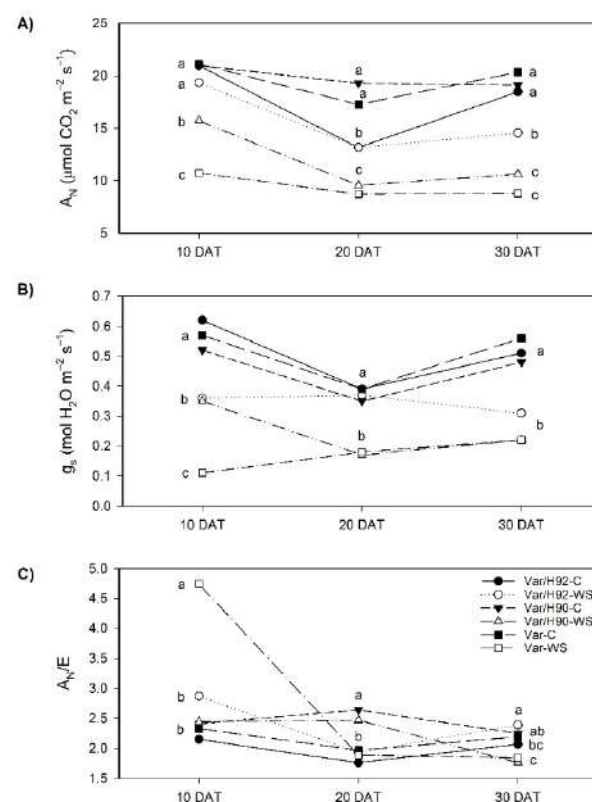 A)
A_N (μmol CO₂ m⁻² s⁻¹)
25
20
15
10
5
a
a
b
c
a
a
b
c
c
a
a
b
c
c
10 DAT 20 DAT 30 DAT
B)
g_s (mol H₂O m⁻² s⁻¹)
0.7
0.6
0.5
0.4
0.3
0.2
0.1
0.0
a
b
c
a
b
a
b
10 DAT 20 DAT 30 DAT
C)
A_N/E
5.0
4.5
4.0
3.5
3.0
2.5
2.0
1.5
a
b
b
a
b
a
ab
bc
c
Var/H92-C
Var/H92-WS
Var/H90-C
Var/H90-WS
Var-C
Var-WS
10 DAT 20 DAT 30 DAT